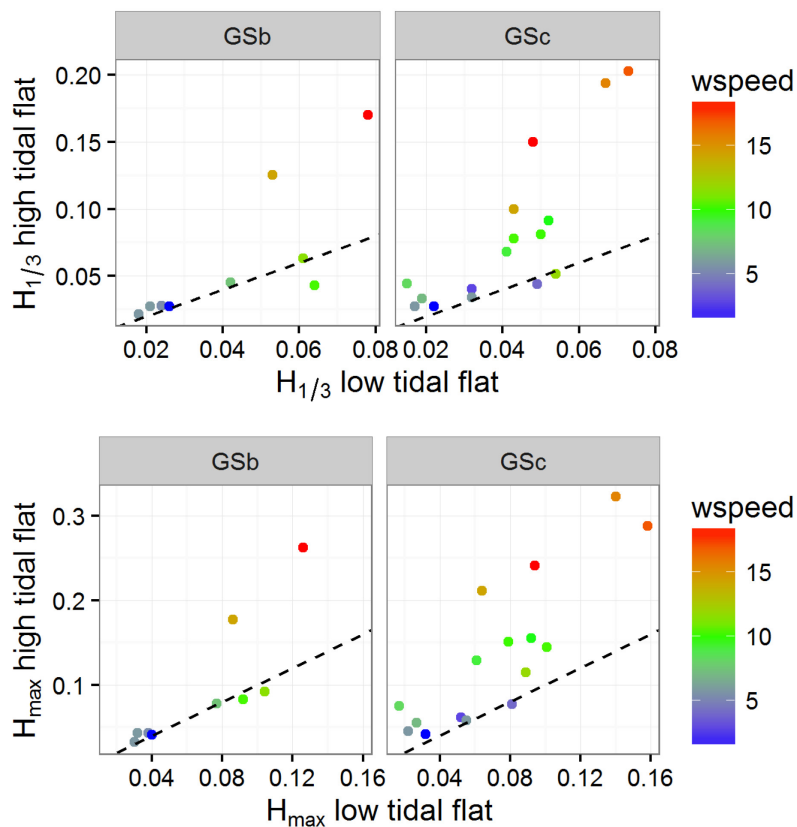 GSb GSc
wspeed
0.20
0.15
0.10
0.05
15
10
5
H1/3 high tidal flat
0.02 0.04 0.06 0.08 0.02 0.04 0.06 0.08
H1/3 low tidal flat
GSb GSc
wspeed
0.3
0.2
0.1
15
10
5
Hmax high tidal flat
0.04 0.08 0.12 0.16 0.04 0.08 0.12 0.16
Hmax low tidal flat